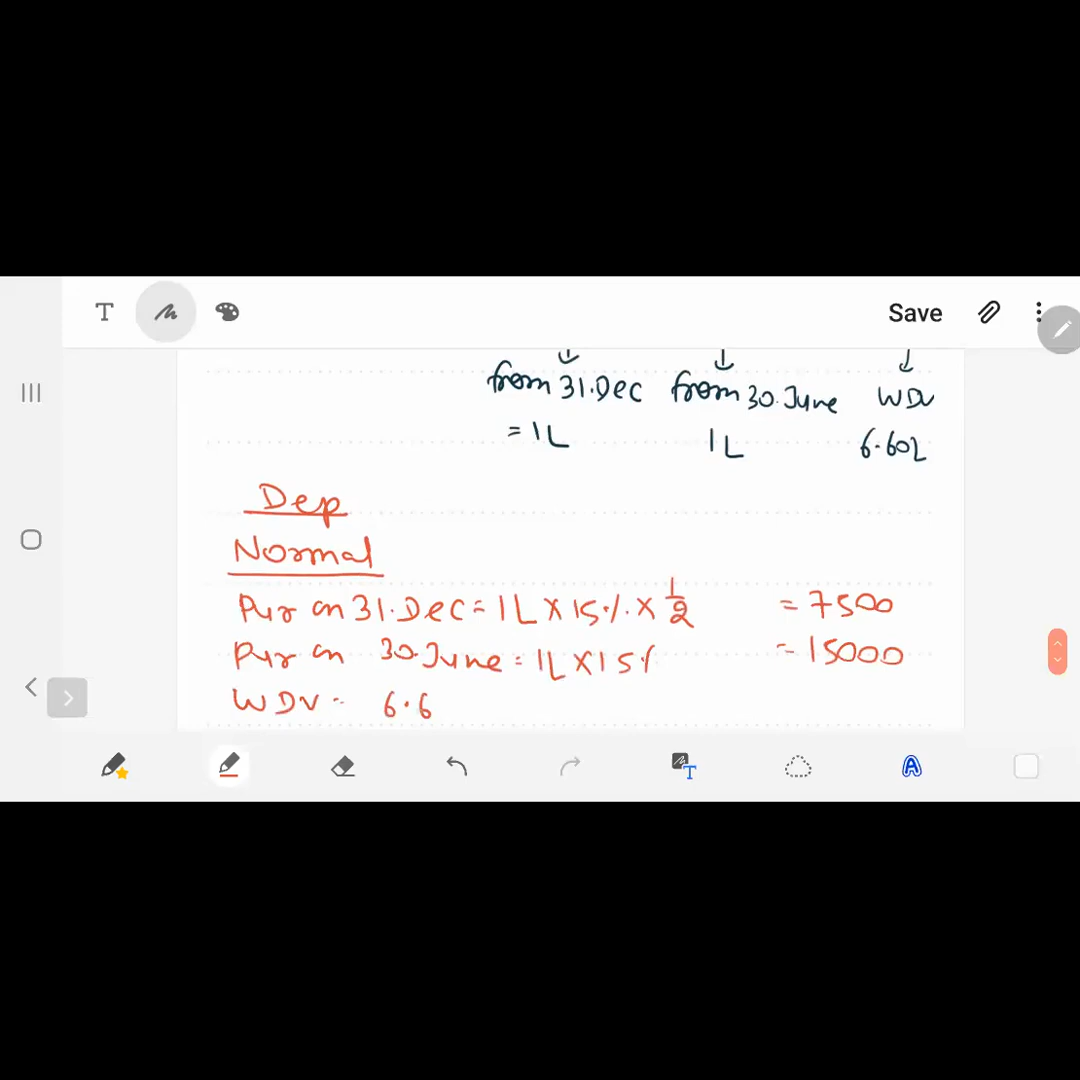 T Save
from 31.Dec from 30.June WDV
= 1L 1L 6.60L
Dep
Normal
Pur on 31.Dec = 1L X 15% X 1/2 = 7500
Pur on 30.June = 1L X 15% = 15000
WDV = 6.6